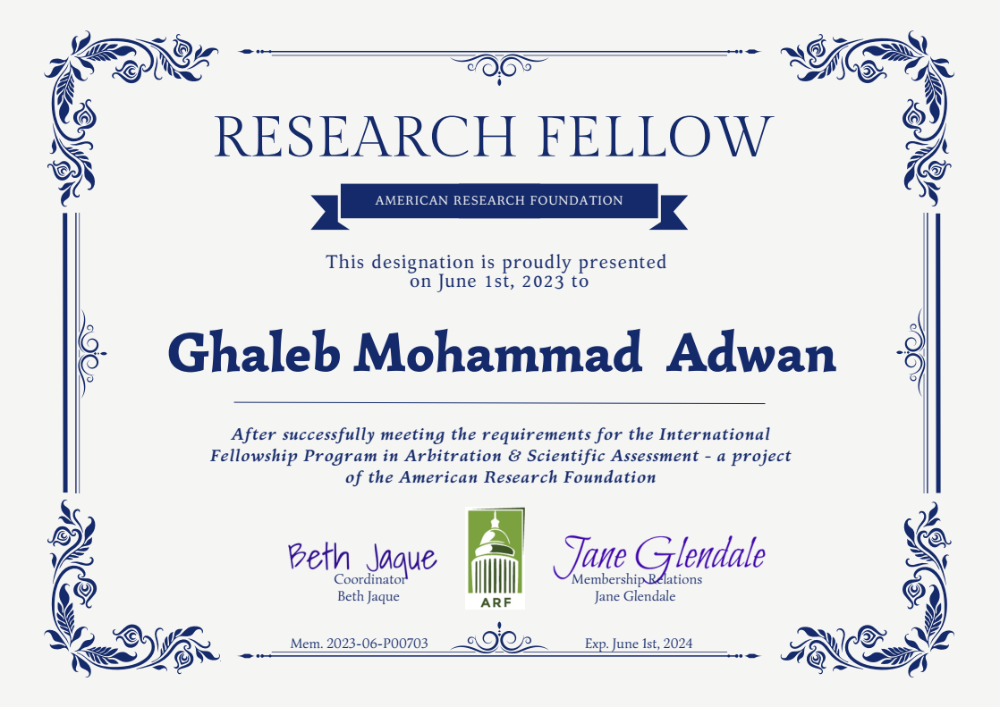 RESEARCH FELLOW
AMERICAN RESEARCH FOUNDATION
This designation is proudly presented
on June 1st, 2023 to
Ghaleb Mohammad Adwan
After successfully meeting the requirements for the International
Fellowship Program in Arbitration & Scientific Assessment - a project
of the American Research Foundation
Beth Jaque
Coordinator
Beth Jaque
ARF
Jane Glendale
Membership Relations
Jane Glendale
Mem. 2023-06-P00703
Exp. June 1st, 2024